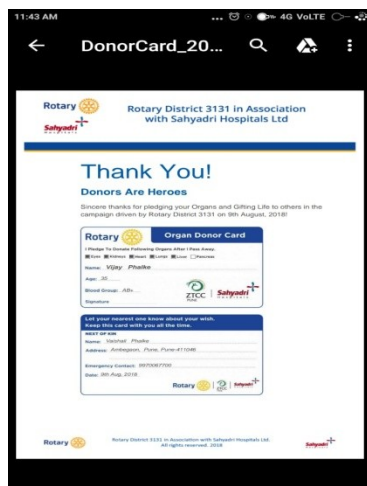 11:43 AM
... 4G VoLTE
DonorCard_20...
Rotary
Sahyadri
Hospitals
Rotary District 3131 in Association
with Sahyadri Hospitals Ltd
Thank You!
Donors Are Heroes
Sincere thanks for pledging your Organs and Gifting Life to others in the
campaign driven by Rotary District 3131 on 9th August, 2018!
Rotary
Organ Donor Card
I Pledge To Donate Following Organs After I Pass Away.
Eyes Kidneys Heart Lungs Liver Pancreas
Name: Vijay Phalke
Age: 35
Blood Group: AB+
Signature
ZTCC
PUNE
Sahyadri
Hospitals
Let your nearest one know about your wish.
Keep this card with you all the time.
NEXT OF KIN
Name: Vaishali Phalke
Address: Ambegaon, Pune, Pune-411046
Emergency Contact: 9970087700
Date: 9th Aug, 2018
Rotary
Sahyadri
Rotary
Rotary District 3131 in Association with Sahyadri Hospitals Ltd.
All rights reserved. 2018
Sahyadri